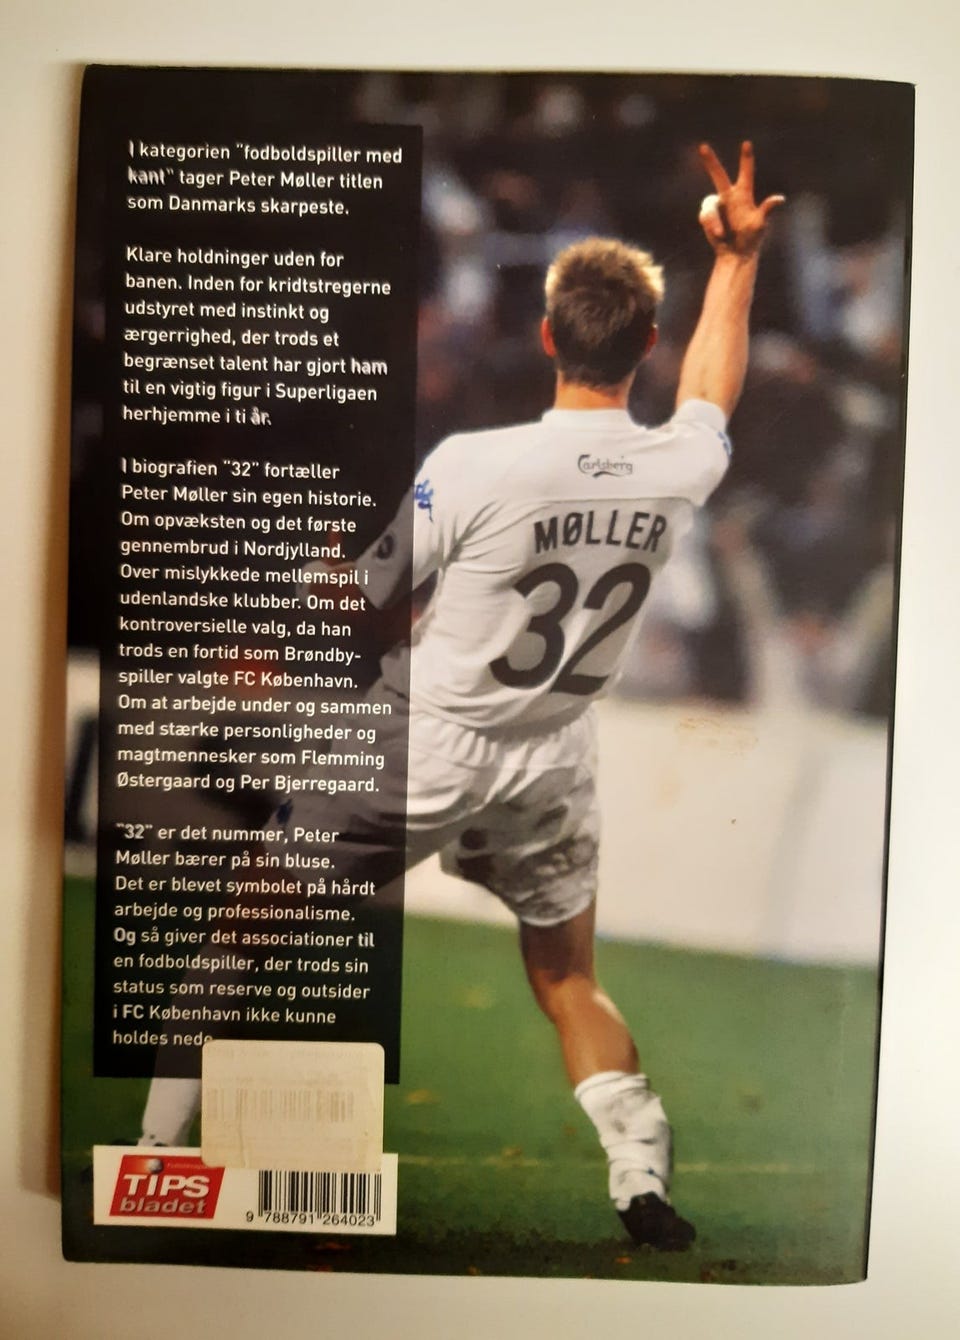 I kategorien "fodboldspiller med
kant" tager Peter Møller titlen
som Danmarks skarpeste.
Klare holdninger uden for
banen. Inden for kridtstregerne
udstyret med instinkt og
ærgerrighed, der trods et
begrænset talent har gjort ham
til en vigtig figur i Superligaen
herhjemme i ti år.
I biografien "32" fortæller
Peter Møller sin egen historie.
Om opvæksten og det første
gennembrud i Nordjylland.
Over mislykkede mellemspil i
udenlandske klubber. Om det
kontroversielle valg, da han
trods en fortid som Brøndby-
spiller valgte FC København.
Om at arbejde under og sammen
med stærke personligheder og
magtmennesker som Flemming
Østergaard og Per Bjerregaard.
"32" er det nummer, Peter
Møller bærer på sin bluse.
Det er blevet symbolet på hårdt
arbejde og professionalisme.
Og så giver det associationer til
en fodboldspiller, der trods sin
status som reserve og outsider
i FC København ikke kunne
holdes nede
Carlsberg
MØLLER
32
TIPS
bladet
9 788791 264023